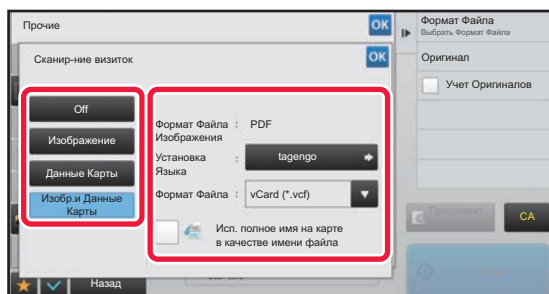 Прочие
OK
Сканир-ние визиток
OK
Off
Изображение
Данные Карты
Изобр.и Данные
Карты
Формат Файла :
Изображения
PDF
Установка :
Языка
tagengo
Формат Файла :
vCard (*.vcf)
Исп. полное имя на карте
в качестве имени файла
Назад
Формат Файла
Выбрать Формат Файла
Оригинал
Учет Оригиналов
Предварит.
CA
Старт